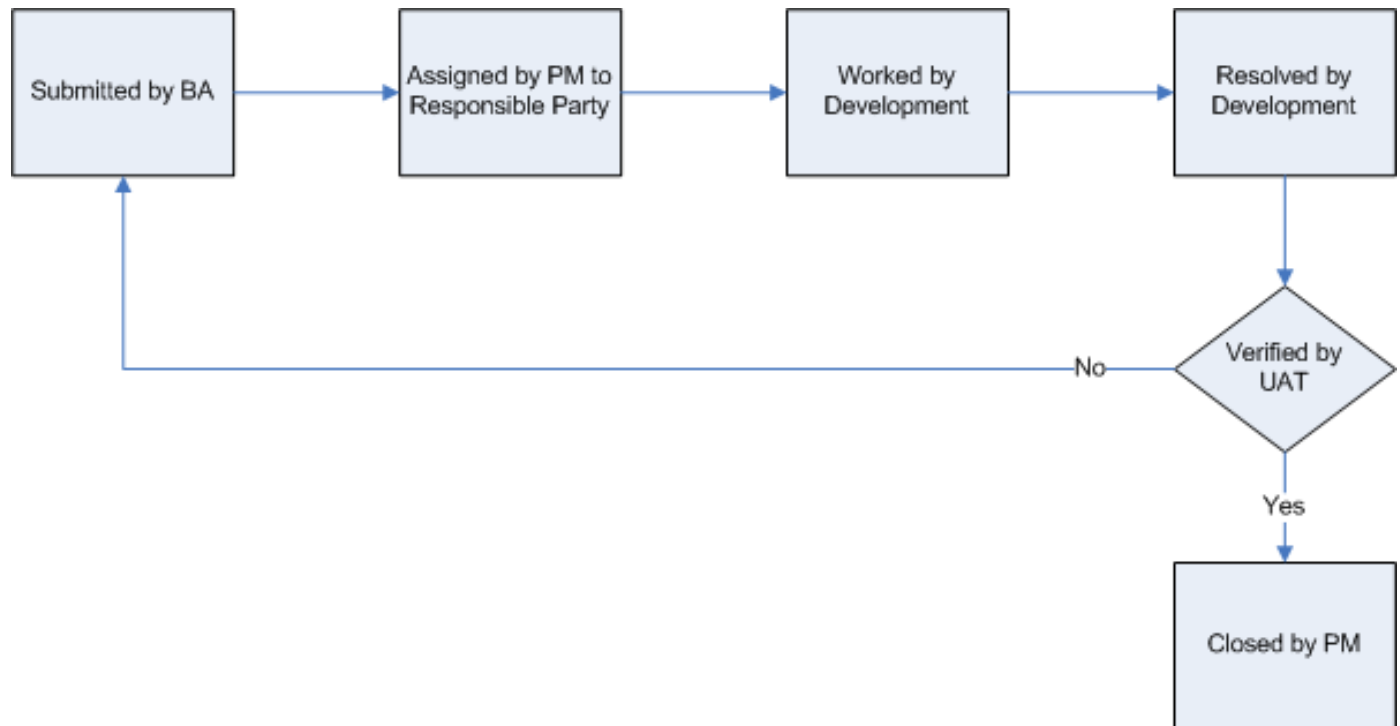 Submitted by BA
Assigned by PM to
Responsible Party
Worked by
Development
Resolved by
Development
Verified by
UAT
No
Yes
Closed by PM